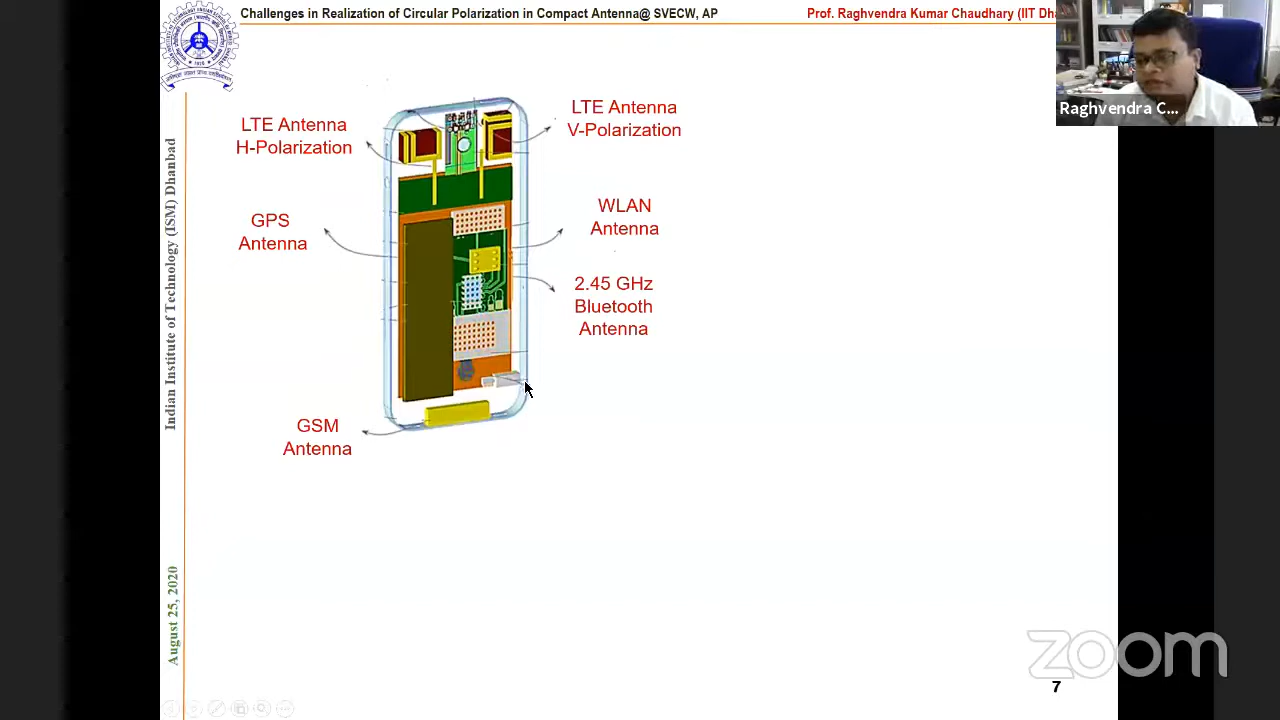 Challenges in Realization of Circular Polarization in Compact Antenna@ SVECW, AP
Prof. Raghvendra Kumar Chaudhary (IIT Dha
Raghvendra C...
LTE Antenna
H-Polarization
LTE Antenna
V-Polarization
GPS
Antenna
WLAN
Antenna
2.45 GHz
Bluetooth
Antenna
GSM
Antenna
Indian Institute of Technology (ISM) Dhanbad
August 25, 2020
zoom
7